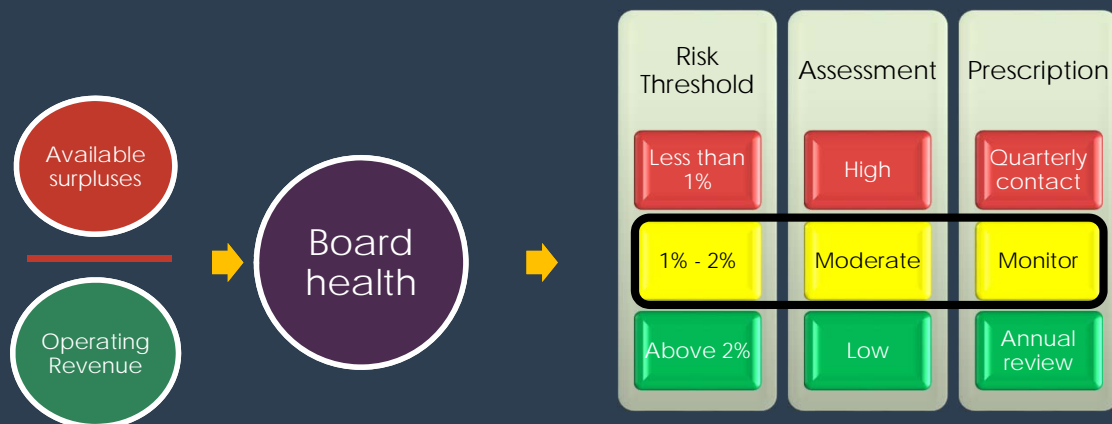 Available
surpluses
Operating
Revenue
Board
health
Risk
Threshold
Assessment
Prescription
Less than
1%
High
Quarterly
contact
1% - 2%
Moderate
Monitor
Above 2%
Low
Annual
review